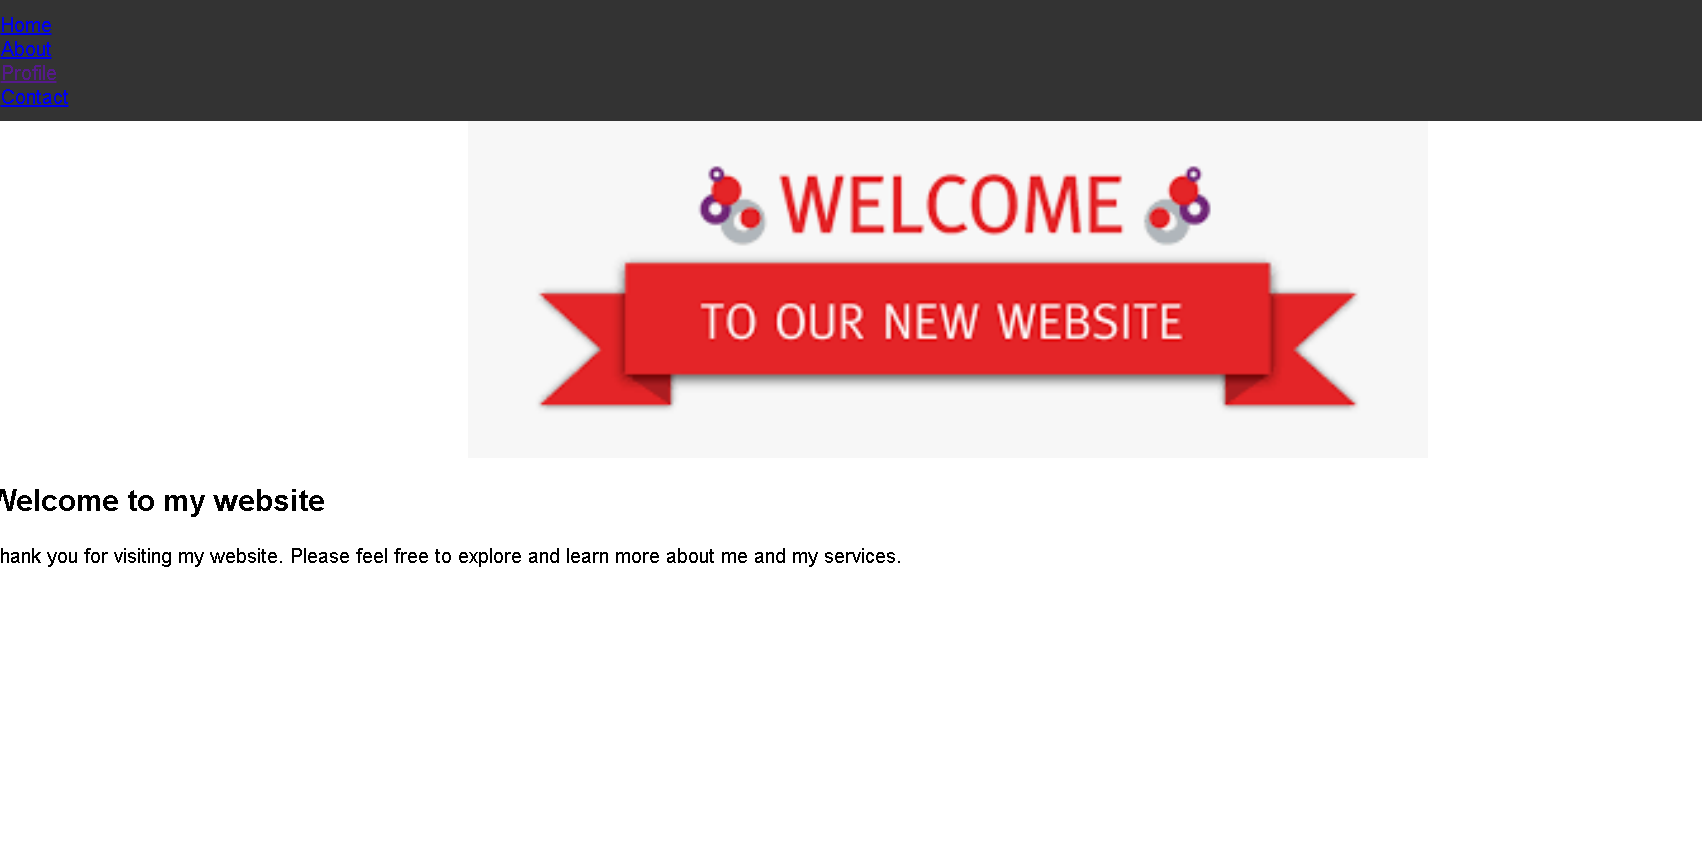 Home
About
Profile
Contact
WELCOME
TO OUR NEW WEBSITE
Welcome to my website
hank you for visiting my website. Please feel free to explore and learn more about me and my services.